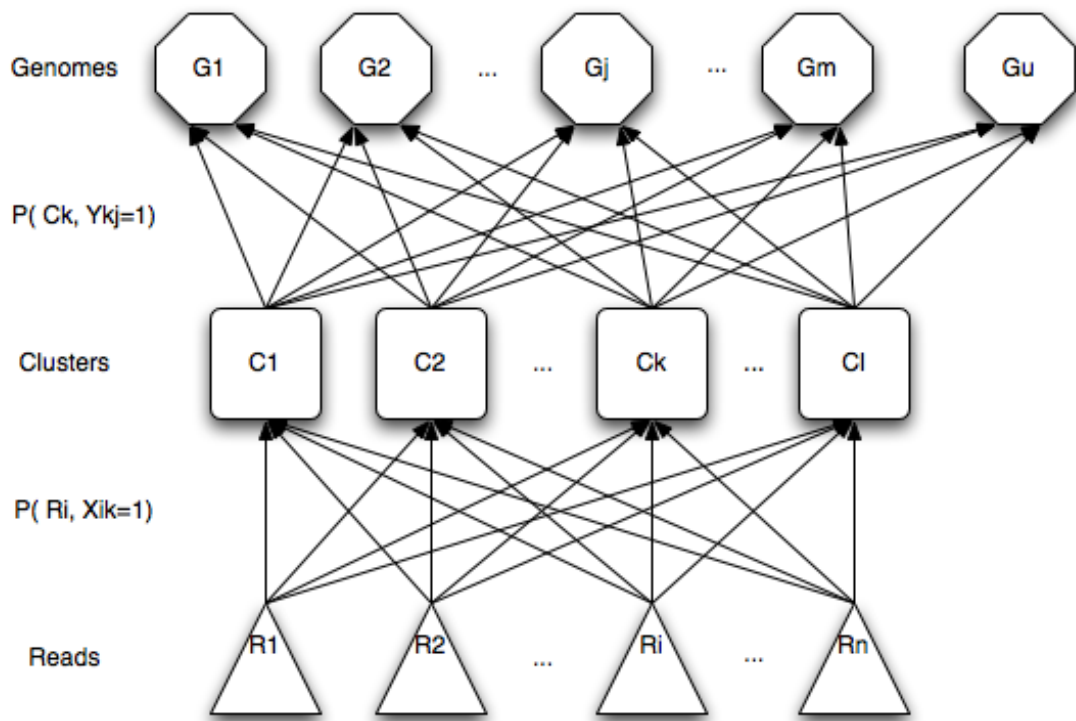 Genomes G1 G2 ... Gj ... Gm Gu
P( Ck, Ykj=1)
Clusters C1 C2 ... Ck ... Cl
P( Ri, Xik=1)
Reads R1 R2 ... Ri ... Rn